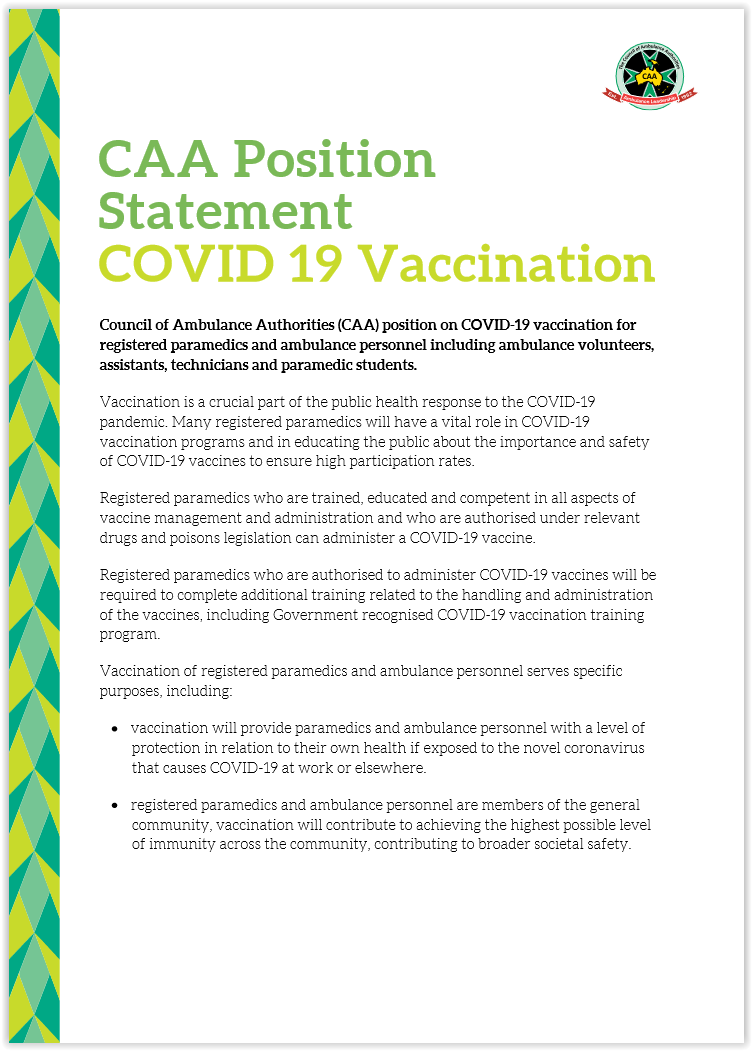 The Council of Ambulance Authorities
CAA
Est.
Ambulance Leadership
1962
CAA Position
Statement
COVID 19 Vaccination
Council of Ambulance Authorities (CAA) position on COVID-19 vaccination for
registered paramedics and ambulance personnel including ambulance volunteers,
assistants, technicians and paramedic students.
Vaccination is a crucial part of the public health response to the COVID-19
pandemic. Many registered paramedics will have a vital role in COVID-19
vaccination programs and in educating the public about the importance and safety
of COVID-19 vaccines to ensure high participation rates.
Registered paramedics who are trained, educated and competent in all aspects of
vaccine management and administration and who are authorised under relevant
drugs and poisons legislation can administer a COVID-19 vaccine.
Registered paramedics who are authorised to administer COVID-19 vaccines will be
required to complete additional training related to the handling and administration
of the vaccines, including Government recognised COVID-19 vaccination training
program.
Vaccination of registered paramedics and ambulance personnel serves specific
purposes, including:
• vaccination will provide paramedics and ambulance personnel with a level of
protection in relation to their own health if exposed to the novel coronavirus
that causes COVID-19 at work or elsewhere.
• registered paramedics and ambulance personnel are members of the general
community, vaccination will contribute to achieving the highest possible level
of immunity across the community, contributing to broader societal safety.